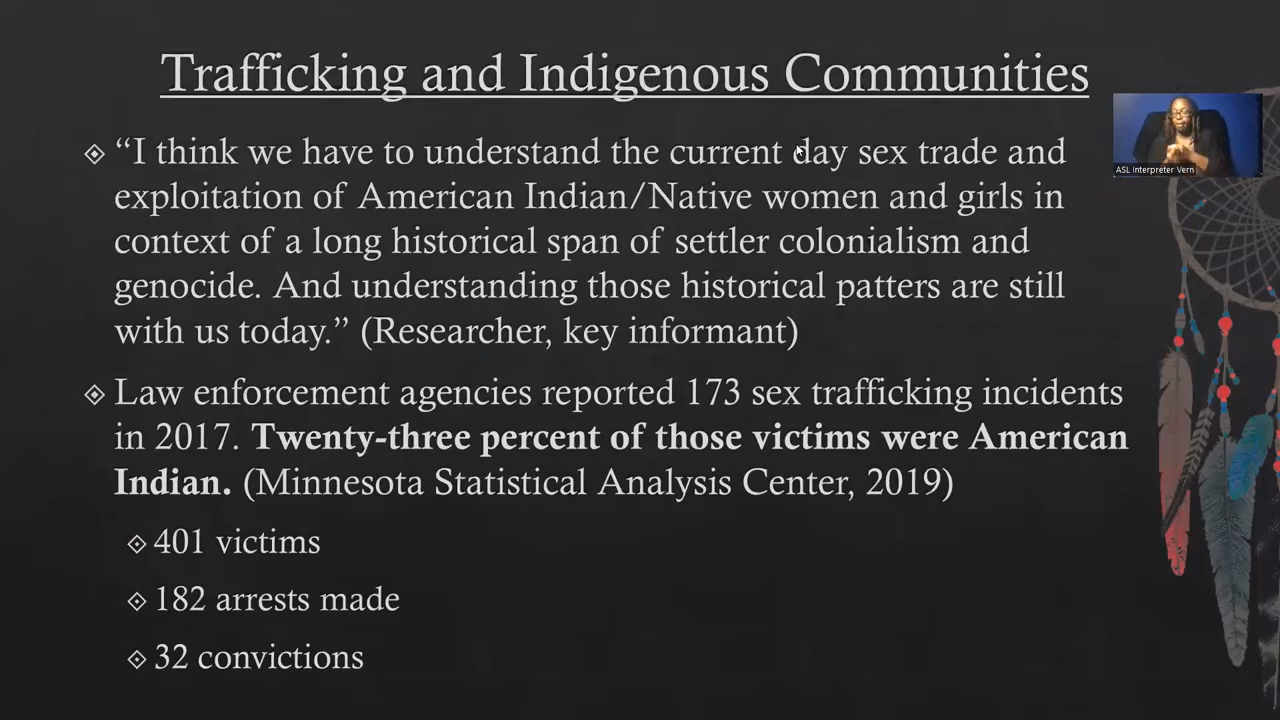 Trafficking and Indigenous Communities
“I think we have to understand the current day sex trade and
exploitation of American Indian/Native women and girls in
context of a long historical span of settler colonialism and
genocide. And understanding those historical patters are still
with us today.” (Researcher, key informant)
Law enforcement agencies reported 173 sex trafficking incidents
in 2017. Twenty-three percent of those victims were American
Indian. (Minnesota Statistical Analysis Center, 2019)
401 victims
182 arrests made
32 convictions
ASL Interpreter Vern